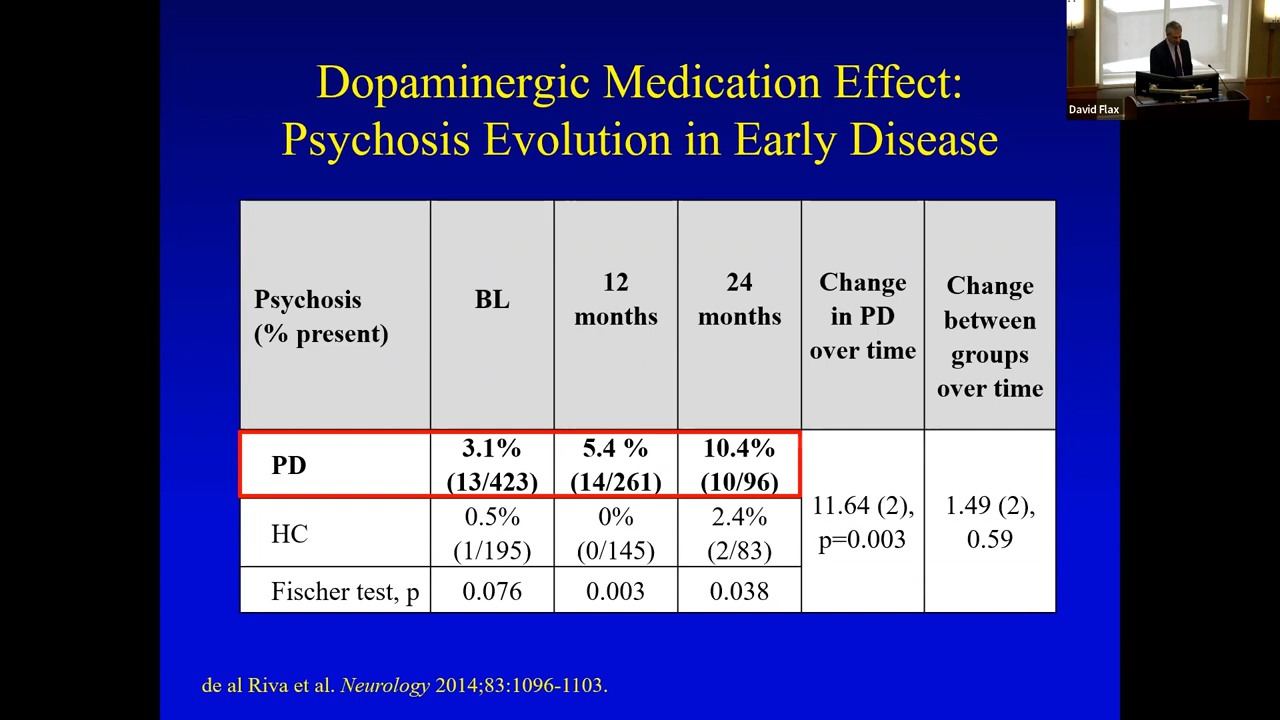 Dopaminergic Medication Effect:
Psychosis Evolution in Early Disease
David Flax
Psychosis
(% present)
BL
12
months
24
months
Change
in PD
over time
Change
between
groups
over time
PD
3.1%
(13/423)
5.4 %
(14/261)
10.4%
(10/96)
11.64 (2),
p=0.003
1.49 (2),
0.59
HC
0.5%
(1/195)
0%
(0/145)
2.4%
(2/83)
Fischer test, p
0.076
0.003
0.038
de al Riva et al. Neurology 2014;83:1096-1103.